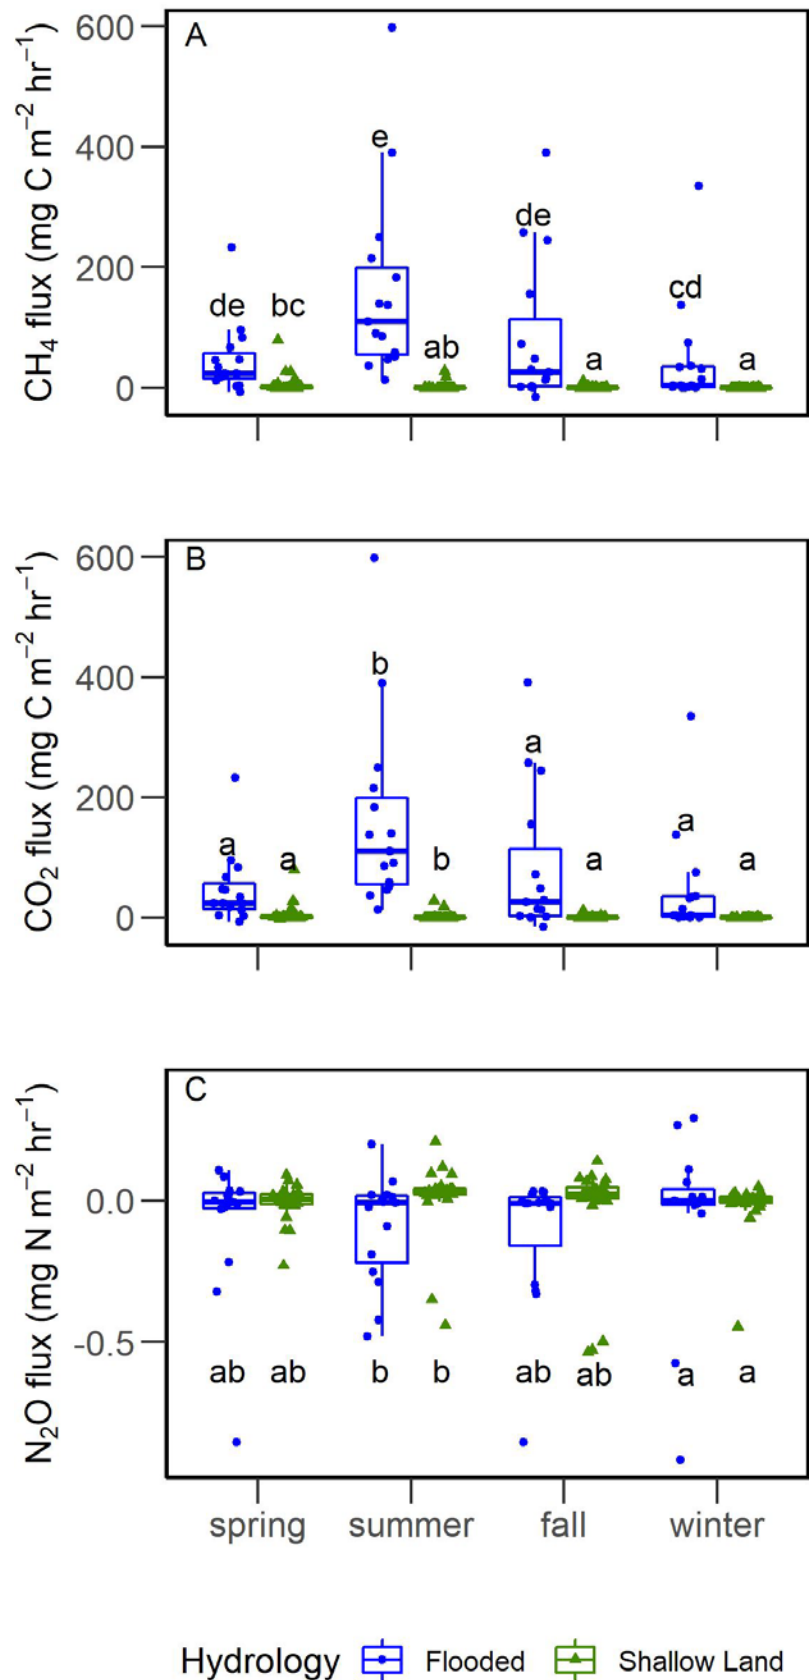 A
CH₄ flux (mg C m⁻² hr⁻¹)
600
400
200
0
de bc e ab de a cd a
B
CO₂ flux (mg C m⁻² hr⁻¹)
600
400
200
0
a a b b a a a a
C
N₂O flux (mg N m⁻² hr⁻¹)
0.0
-0.5
ab ab b b ab ab a a
spring summer fall winter
Hydrology Flooded Shallow Land